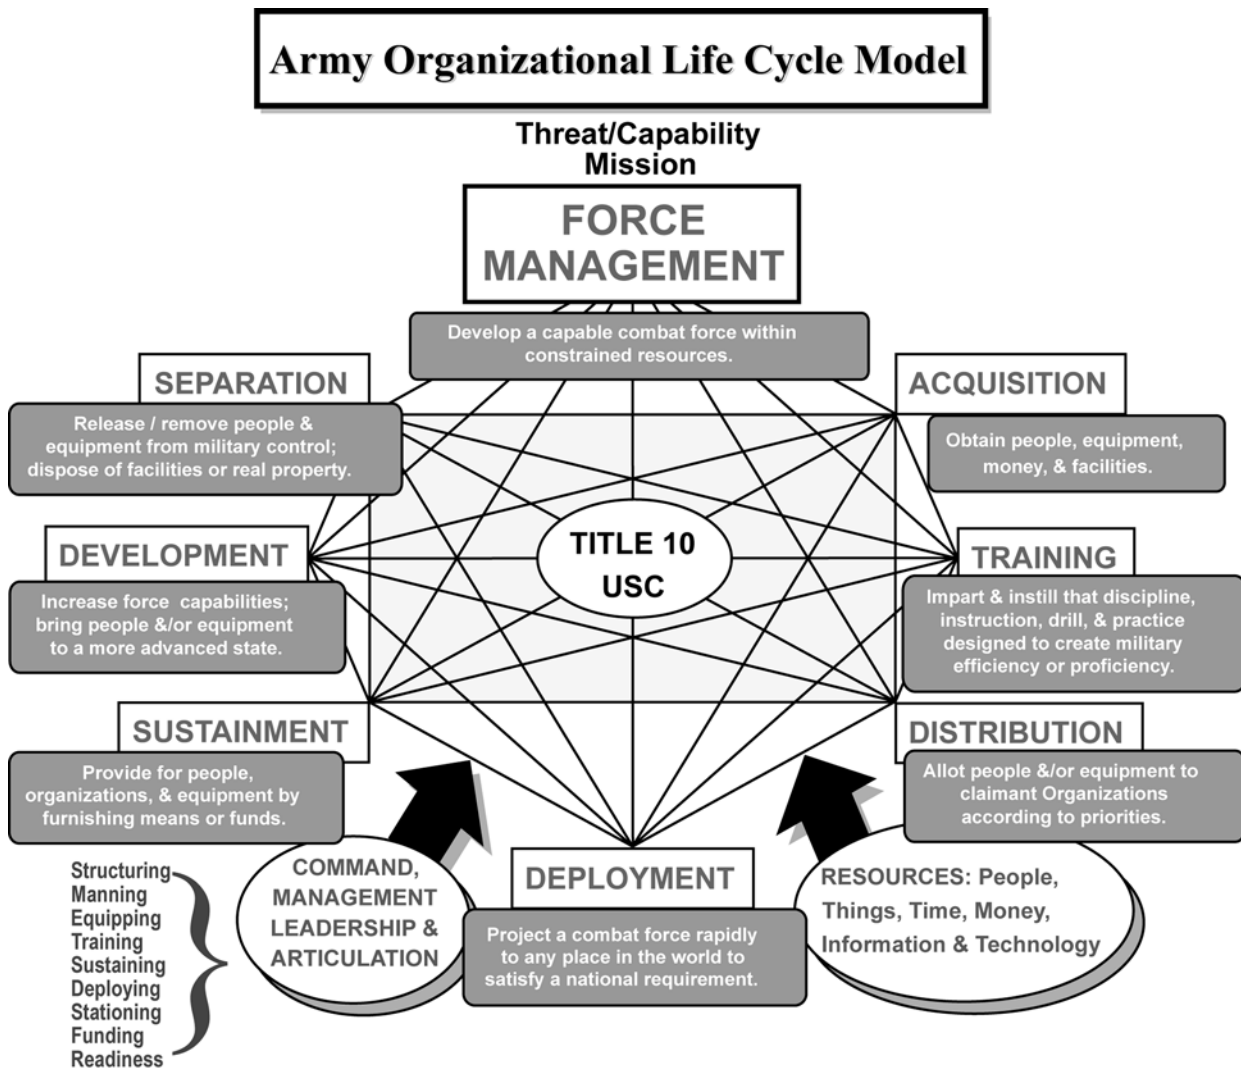 Army Organizational Life Cycle Model
Threat/Capability
Mission
FORCE
MANAGEMENT
Develop a capable combat force within
constrained resources.
SEPARATION
Release / remove people &
equipment from military control;
dispose of facilities or real property.
ACQUISITION
Obtain people, equipment,
money, & facilities.
DEVELOPMENT
Increase force capabilities;
bring people &/or equipment
to a more advanced state.
TITLE 10
USC
TRAINING
Impart & instill that discipline,
instruction, drill, & practice
designed to create military
efficiency or proficiency.
SUSTAINMENT
Provide for people,
organizations, & equipment by
furnishing means or funds.
DISTRIBUTION
Allot people &/or equipment to
claimant Organizations
according to priorities.
Structuring
Manning
Equipping
Training
Sustaining
Deploying
Stationing
Funding
Readiness
COMMAND,
MANAGEMENT
LEADERSHIP &
ARTICULATION
DEPLOYMENT
Project a combat force rapidly
to any place in the world to
satisfy a national requirement.
RESOURCES: People,
Things, Time, Money,
Information & Technology